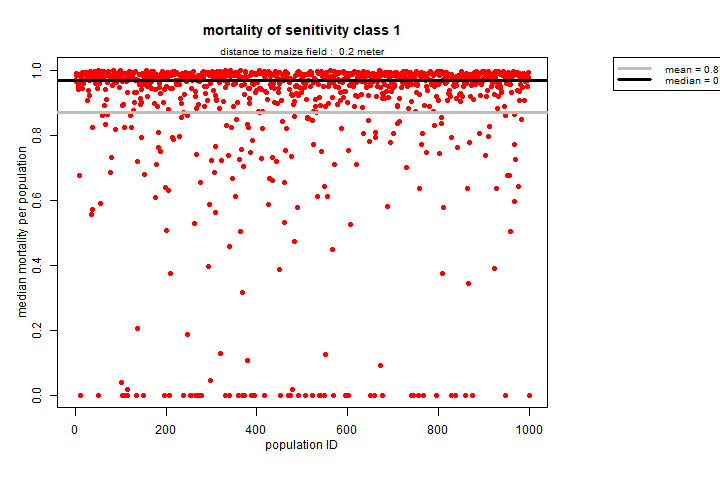 mortality of senitivity class 1
distance to maize field : 0.2 meter
mean = 0.87
median = 0
median mortality per population
1.0
0.8
0.6
0.4
0.2
0.0
0 200 400 600 800 1000
population ID